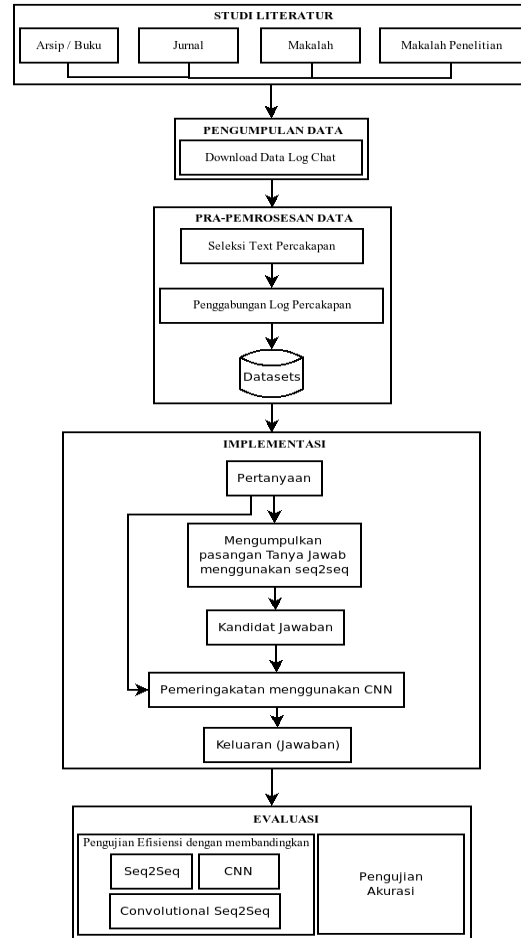 STUDI LITERATUR
Arsip / Buku
Jurnal
Makalah
Makalah Penelitian
PENGUMPULAN DATA
Download Data Log Chat
PRA-PEMROSESAN DATA
Seleksi Text Percakapan
Penggabungan Log Percakapan
Datasets
IMPLEMENTASI
Pertanyaan
Mengumpulkan
pasangan Tanya Jawab
menggunakan seq2seq
Kandidat Jawaban
Pemeringakatan menggunakan CNN
Keluaran (Jawaban)
EVALUASI
Pengujian Efisiensi dengan membandingkan
Seq2Seq
CNN
Convolutional Seq2Seq
Pengujian
Akurasi